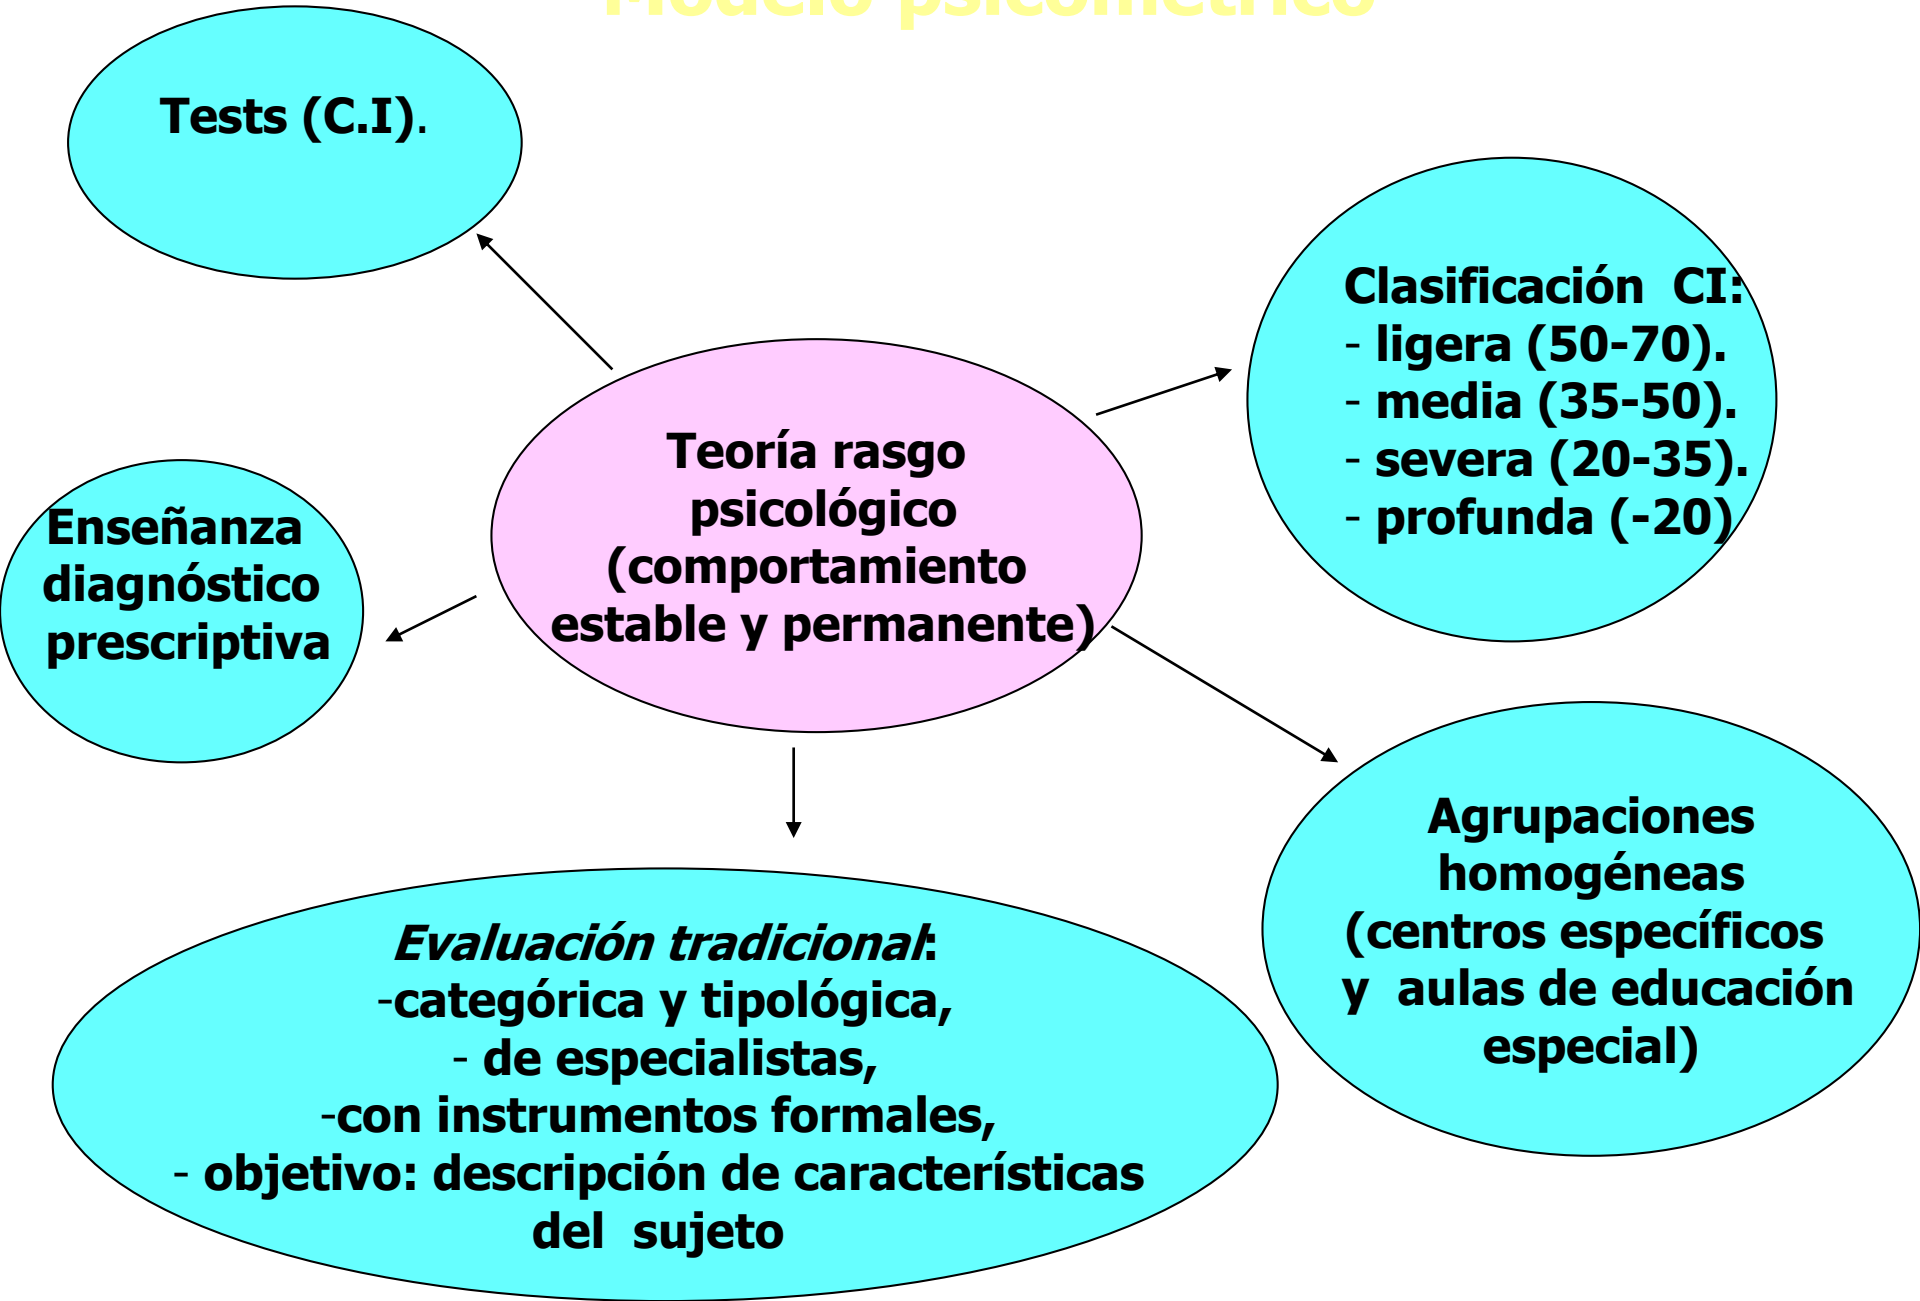 Modelo psicométrico
Tests (C.I).
Clasificación CI:
- ligera (50-70).
- media (35-50).
- severa (20-35).
- profunda (-20)
Teoría rasgo
psicológico
(comportamiento
estable y permanente)
Enseñanza
diagnóstico
prescriptiva
Agrupaciones
homogéneas
(centros específicos
y aulas de educación
especial)
Evaluación tradicional:
-categórica y tipológica,
- de especialistas,
-con instrumentos formales,
- objetivo: descripción de características
del sujeto